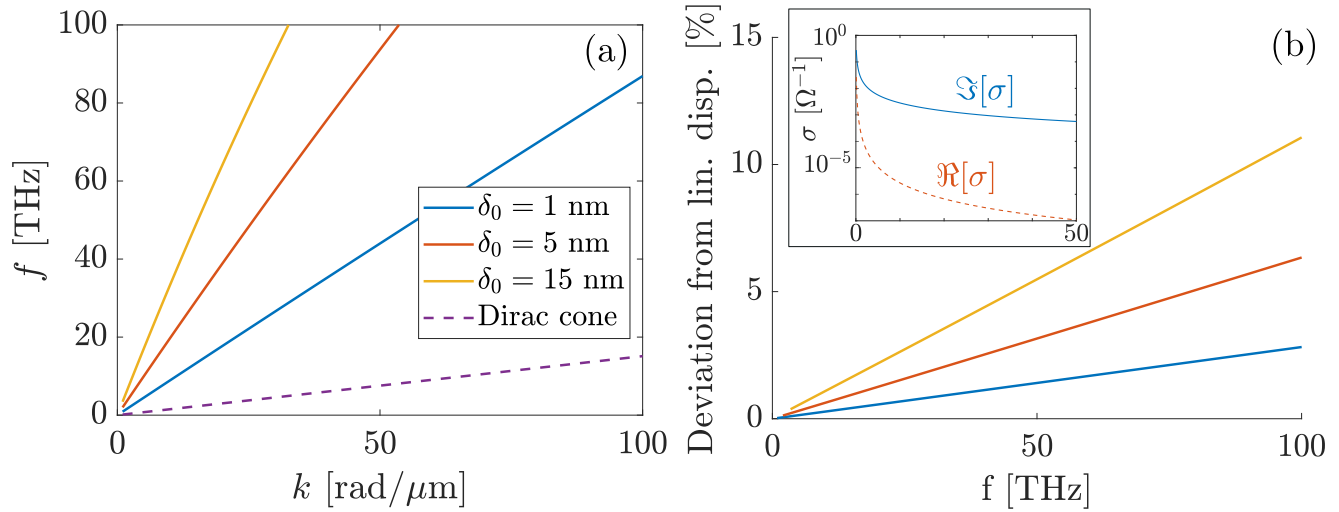 (a)
f [THz]
100
80
60
40
20
0
0
50
100
k [rad/μm]
δ₀ = 1 nm
δ₀ = 5 nm
δ₀ = 15 nm
Dirac cone
(b)
Deviation from lin. disp. [%]
15
10
5
0
0
50
100
f [THz]
σ [Ω⁻¹]
10⁰
10⁻⁵
0
50
ℑ[σ]
ℜ[σ]